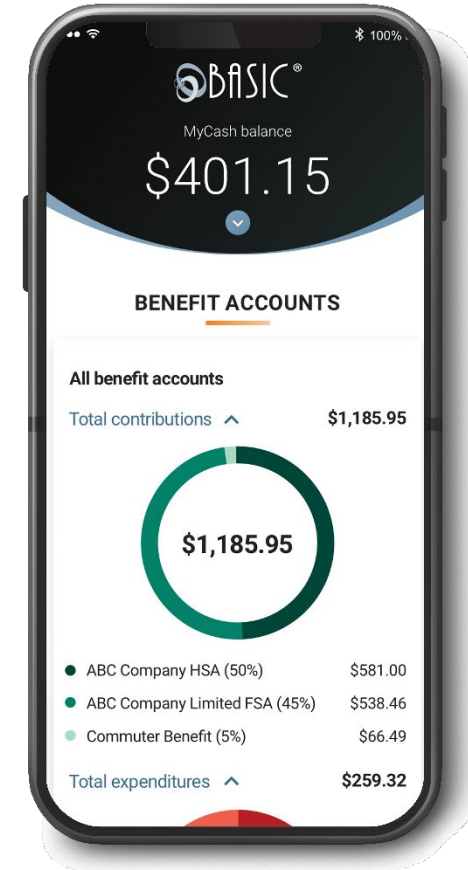 100%
BASIC®
MyCash balance
$401.15
BENEFIT ACCOUNTS
All benefit accounts
Total contributions $1,185.95
$1,185.95
ABC Company HSA (50%) $581.00
ABC Company Limited FSA (45%) $538.46
Commuter Benefit (5%) $66.49
Total expenditures $259.32